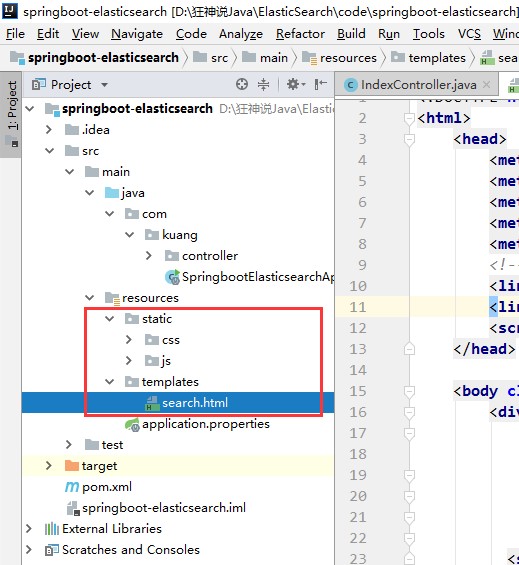 springboot-elasticsearch [D:\狂神说Java\ElasticSearch\code\springboot-elasticsearch]
File Edit View Navigate Code Analyze Refactor Build Run Tools VCS Window
springboot-elasticsearch src main resources templates sea
1: Project
Project
IndexController.java
springboot-elasticsearch D:\狂神说Java\Elasti
.idea
src
main
java
com
kuang
controller
SpringbootElasticsearchAp
resources
static
css
js
templates
search.html
application.properties
test
target
pom.xml
springboot-elasticsearch.iml
External Libraries
Scratches and Consoles
1
2 <html>
3 <head>
4 <met
5 <met
6 <met
7 <met
8 <met
9 <!--
10 <lin
11 <lin
12 <scr
13 </head>
14
15 <body cl
16 <div
17
18
19
20
21
22
23 <s